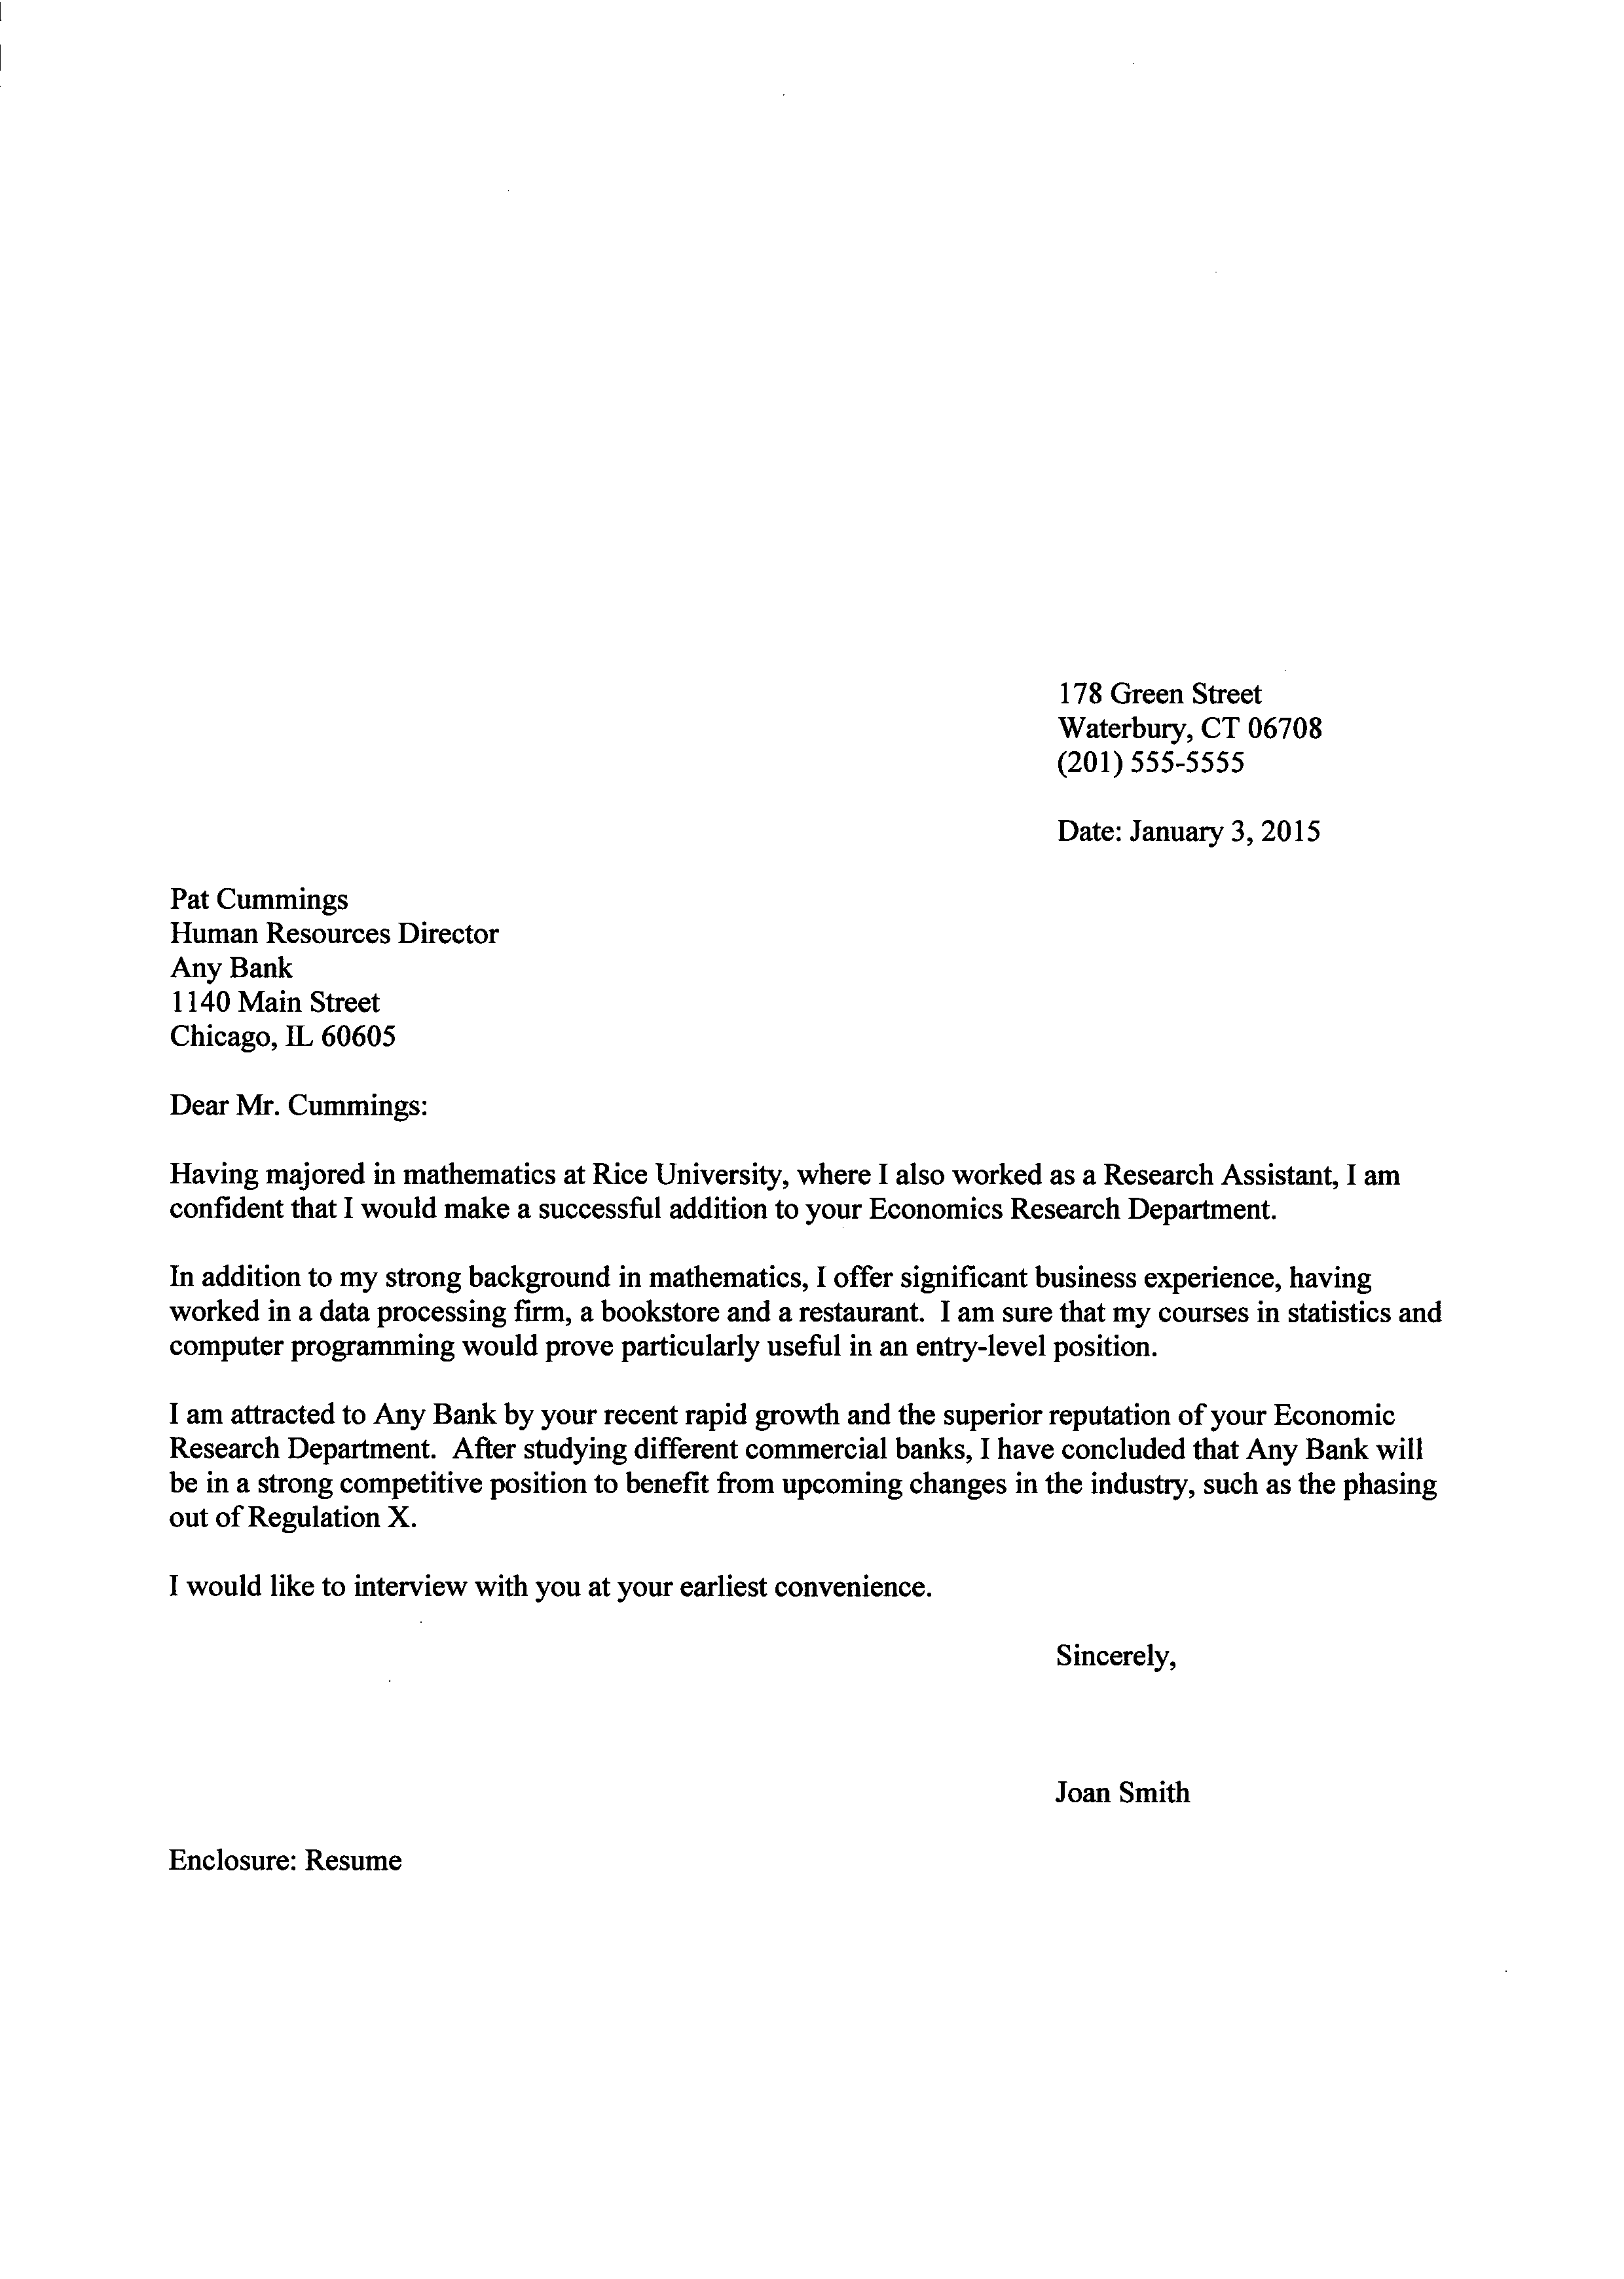 178 Green Street
Waterbury, CT 06708
(201) 555-5555
Date: January 3, 2015
Pat Cummings
Human Resources Director
Any Bank
1140 Main Street
Chicago, IL 60605
Dear Mr. Cummings:
Having majored in mathematics at Rice University, where I also worked as a Research Assistant, I am
confident that I would make a successful addition to your Economics Research Department.
In addition to my strong background in mathematics, I offer significant business experience, having
worked in a data processing firm, a bookstore and a restaurant. I am sure that my courses in statistics and
computer programming would prove particularly useful in an entry-level position.
I am attracted to Any Bank by your recent rapid growth and the superior reputation of your Economic
Research Department. After studying different commercial banks, I have concluded that Any Bank will
be in a strong competitive position to benefit from upcoming changes in the industry, such as the phasing
out of Regulation X.
I would like to interview with you at your earliest convenience.
Sincerely,
Joan Smith
Enclosure: Resume